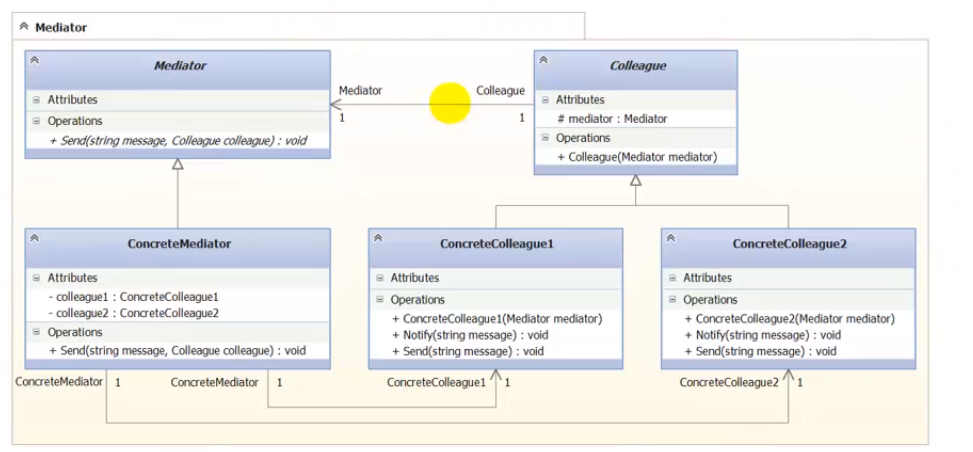 Mediator
Mediator
Attributes
Operations
+ Send(string message, Colleague colleague) : void
Mediator
1
Colleague
1
Colleague
Attributes
# mediator : Mediator
Operations
+ Colleague(Mediator mediator)
ConcreteMediator
Attributes
- colleague1 : ConcreteColleague1
- colleague2 : ConcreteColleague2
Operations
+ Send(string message, Colleague colleague) : void
ConcreteColleague1
Attributes
Operations
+ ConcreteColleague1(Mediator mediator)
+ Notify(string message) : void
+ Send(string message) : void
ConcreteColleague2
Attributes
Operations
+ ConcreteColleague2(Mediator mediator)
+ Notify(string message) : void
+ Send(string message) : void
ConcreteMediator 1
ConcreteMediator 1
ConcreteColleague1 1
ConcreteColleague2 1